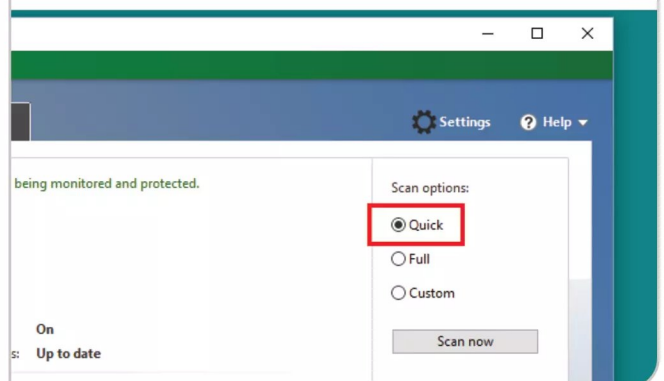 Settings
Help
being monitored and protected.
Scan options:
Quick
Full
Custom
Scan now
On
s: Up to date